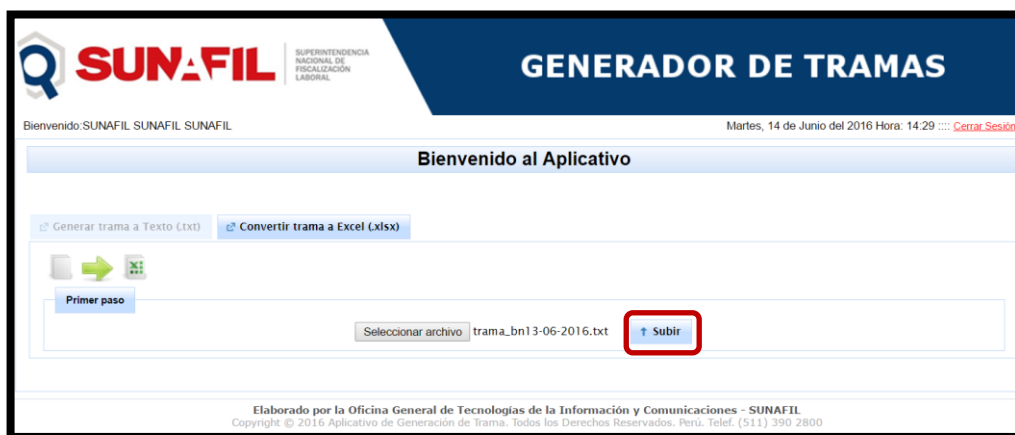 SUNAFIL
SUPERINTENDENCIA
NACIONAL DE
FISCALIZACIÓN
LABORAL
GENERADOR DE TRAMAS
Bienvenido:SUNAFIL SUNAFIL SUNAFIL
Martes, 14 de Junio del 2016 Hora: 14:29 :::: Cerrar Sesión
Bienvenido al Aplicativo
Generar trama a Texto (.txt)
Convertir trama a Excel (.xlsx)
Primer paso
Seleccionar archivo trama_bn13-06-2016.txt
Subir
Elaborado por la Oficina General de Tecnologías de la Información y Comunicaciones - SUNAFIL
Copyright © 2016 Aplicativo de Generación de Trama. Todos los Derechos Reservados. Perú. Telef. (511) 390 2800